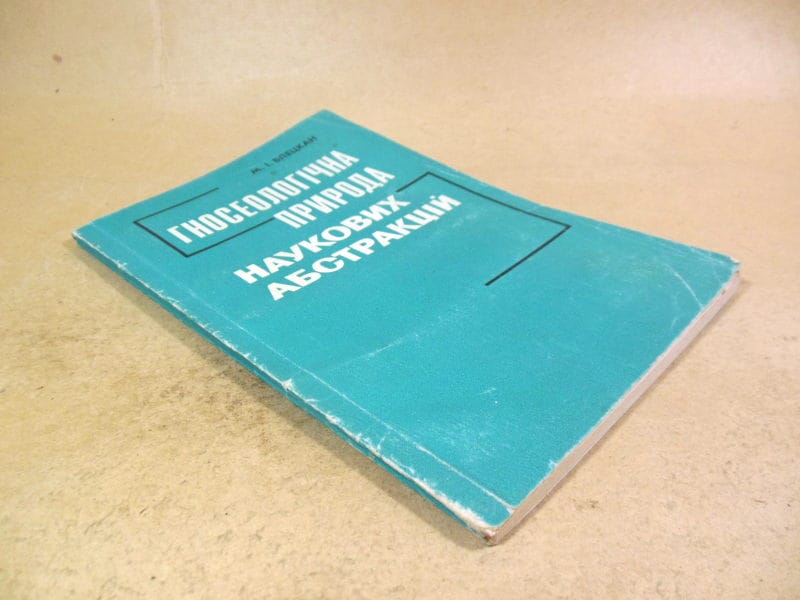 М. І. БЛЕЦКАН
ГНОСЕОЛОГІЧНА
ПРИРОДА
НАУКОВИХ
АБСТРАКЦІЙ